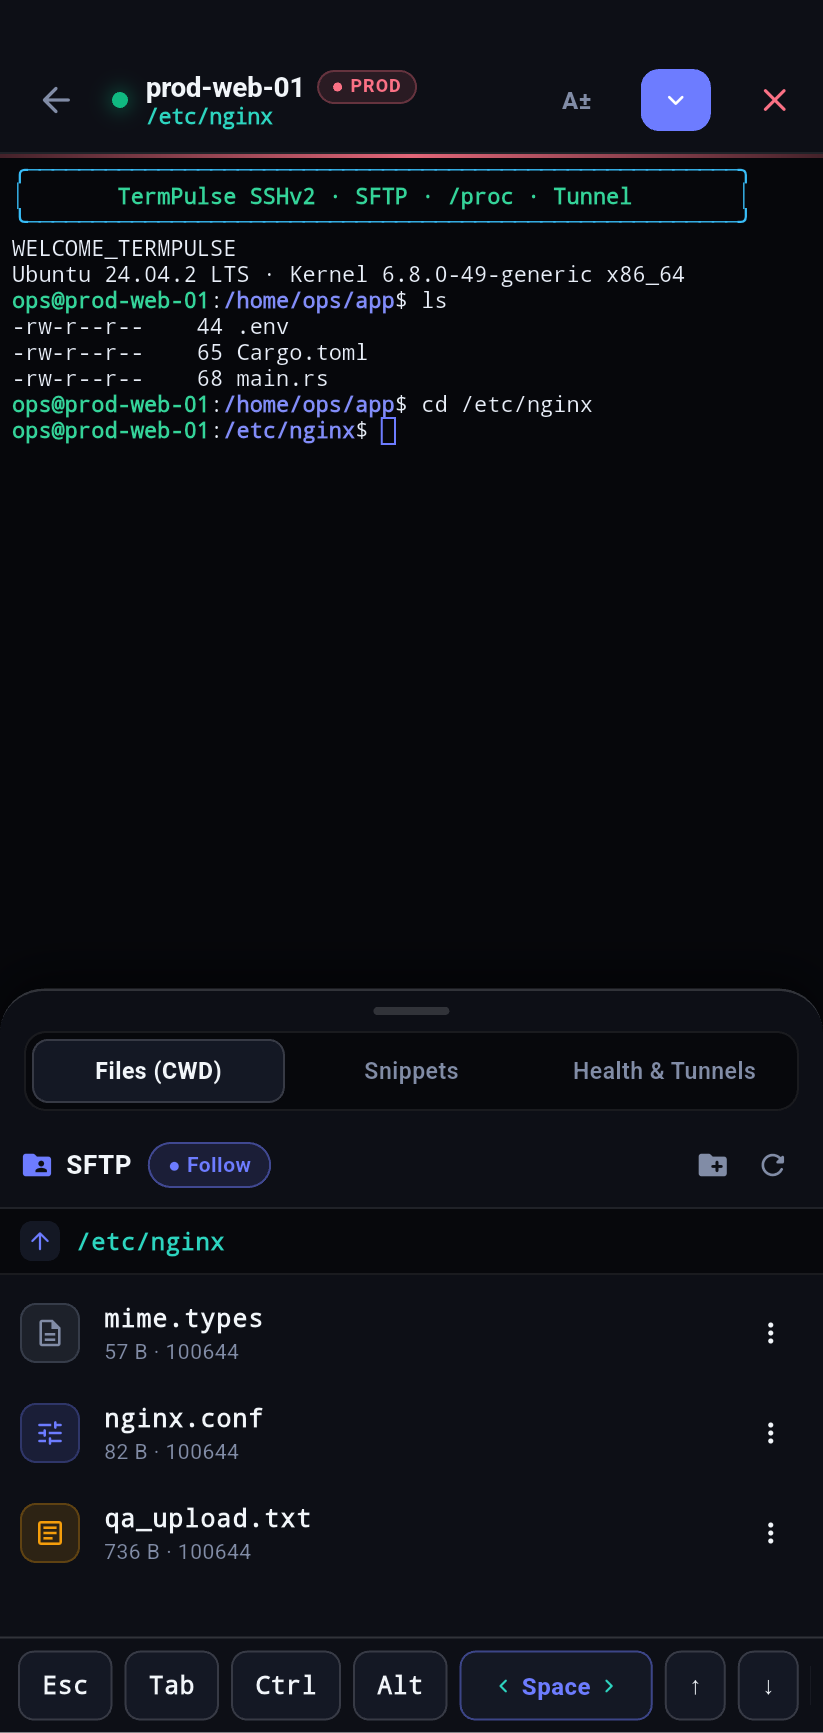 prod-web-01 PROD
/etc/nginx
A±
TermPulse SSHv2 · SFTP · /proc · Tunnel
WELCOME_TERMPULSE
Ubuntu 24.04.2 LTS · Kernel 6.8.0-49-generic x86_64
ops@prod-web-01:/home/ops/app$ ls
-rw-r--r--    44 .env
-rw-r--r--    65 Cargo.toml
-rw-r--r--    68 main.rs
ops@prod-web-01:/home/ops/app$ cd /etc/nginx
ops@prod-web-01:/etc/nginx$
Files (CWD) Snippets Health & Tunnels
SFTP Follow
/etc/nginx
mime.types
57 B · 100644
nginx.conf
82 B · 100644
qa_upload.txt
736 B · 100644
Esc Tab Ctrl Alt ‹ Space › ↑ ↓